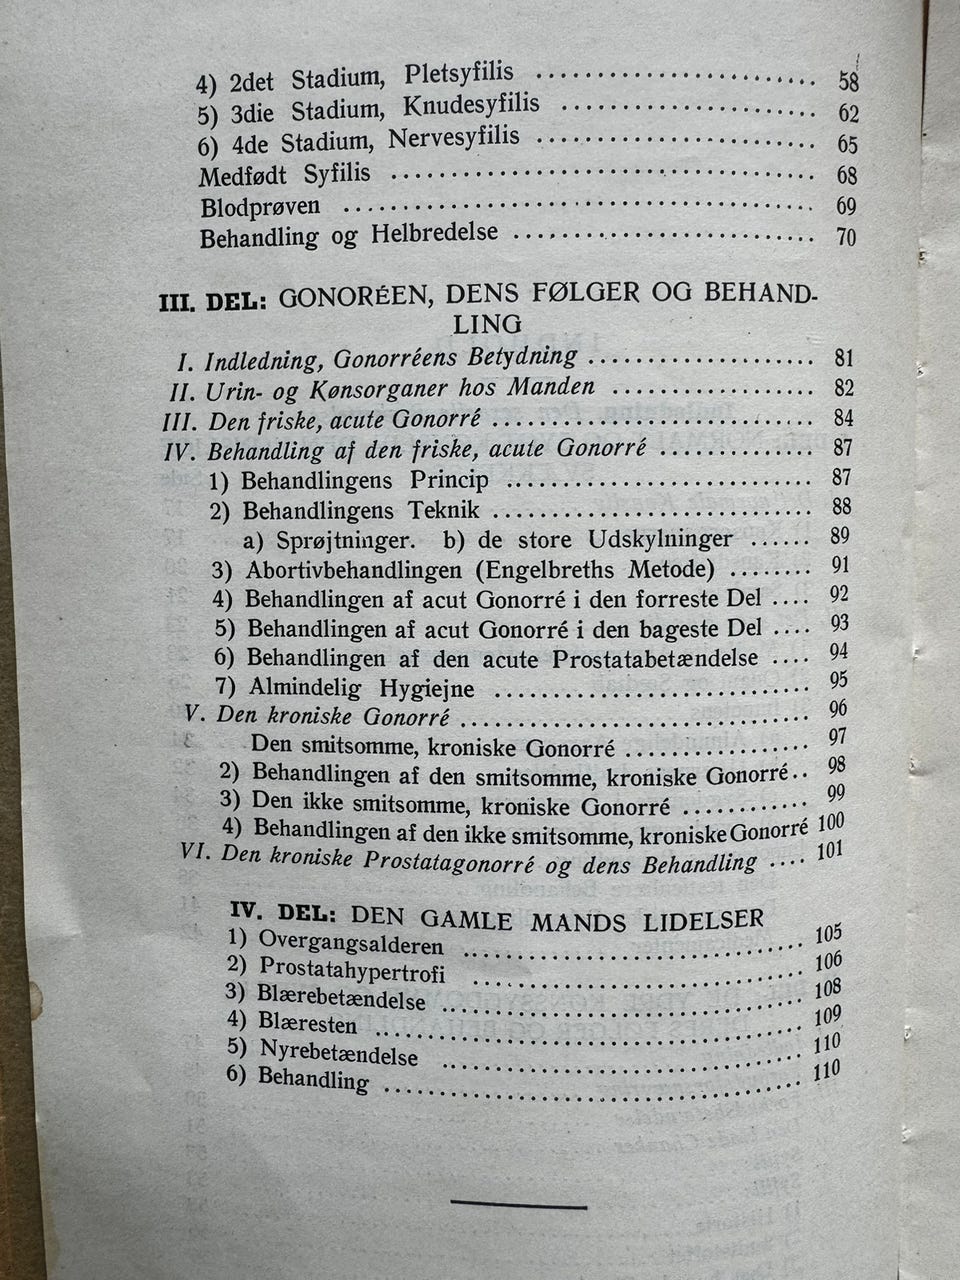 4) 2det Stadium, Pletsyfilis ............................ 58
5) 3die Stadium, Knudesyfilis .......................... 62
6) 4de Stadium, Nervesyfilis ............................ 65
Medfødt Syfilis ........................................... 68
Blodprøven ................................................ 69
Behandling og Helbredelse .............................. 70
III. DEL: GONORÉEN, DENS FØLGER OG BEHAND-
LING
I. Indledning, Gonorréens Betydning ..................... 81
II. Urin- og Kønsorganer hos Manden .................. 82
III. Den friske, acute Gonorré ............................ 84
IV. Behandling af den friske, acute Gonorré ............ 87
1) Behandlingens Princip .............................. 87
2) Behandlingens Teknik ................................ 88
a) Sprøjtninger. b) de store Udskylninger ...... 89
3) Abortivbehandlingen (Engelbreths Metode) ........ 91
4) Behandlingen af acut Gonorré i den forreste Del .... 92
5) Behandlingen af acut Gonorré i den bageste Del .... 93
6) Behandlingen af den acute Prostatabetændelse .... 94
7) Almindelig Hygiejne ................................ 95
V. Den kroniske Gonorré ................................. 96
Den smitsomme, kroniske Gonorré .................. 97
2) Behandlingen af den smitsomme, kroniske Gonorré.. 98
3) Den ikke smitsomme, kroniske Gonorré ............ 99
4) Behandlingen af den ikke smitsomme, kroniske Gonorré 100
VI. Den kroniske Prostatagonorré og dens Behandling .... 101
IV. DEL: DEN GAMLE MANDS LIDELSER
1) Overgangsalderen .................................. 105
2) Prostatahypertrofi .................................. 106
3) Blærebetændelse .................................... 108
4) Blæresten ........................................... 109
5) Nyrebetændelse .................................... 110
6) Behandling .......................................... 110